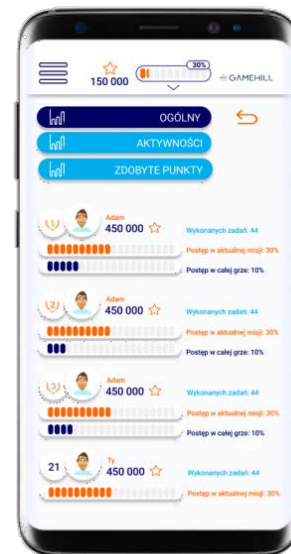 30%
150 000
GAMEHILL
OGÓLNY
AKTYWNOŚCI
ZDOBYTE PUNKTY
1
Adam
450 000
Wykonanych zadań: 44
Postęp w aktualnej misji: 30%
Postęp w całej grze: 10%
2
Adam
450 000
Wykonanych zadań: 44
Postęp w aktualnej misji: 30%
Postęp w całej grze: 10%
3
Adam
450 000
Wykonanych zadań: 44
Postęp w aktualnej misji: 30%
Postęp w całej grze: 10%
21
Ty
450 000
Wykonanych zadań: 44
Postęp w aktualnej misji: 30%